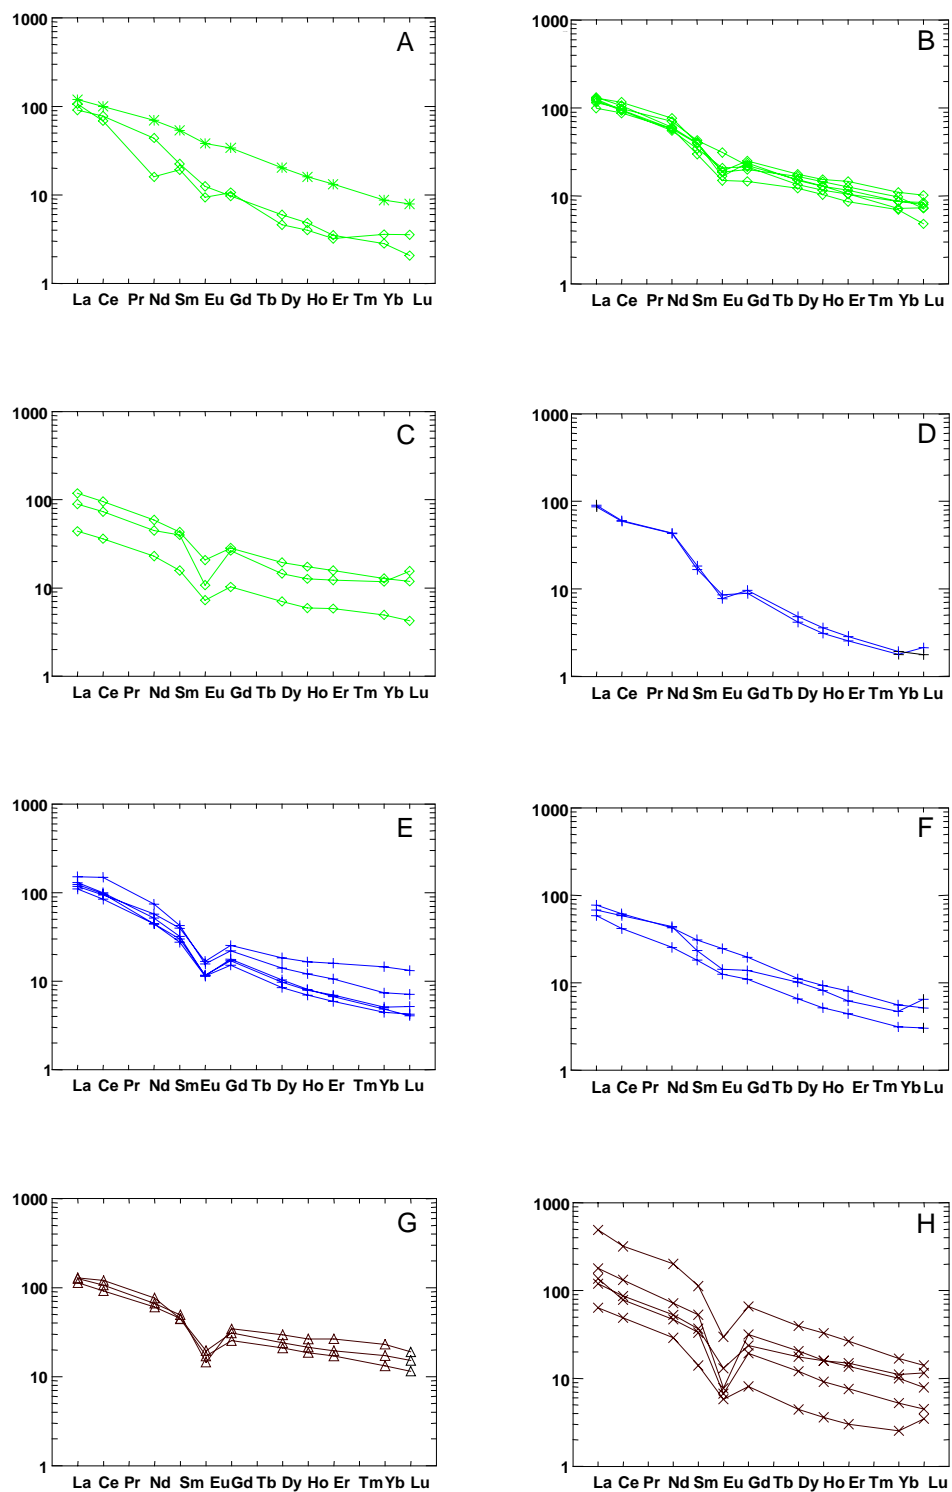 A
1000
100
10
1
La Ce Pr Nd Sm Eu Gd Tb Dy Ho Er Tm Yb Lu
B
1000
100
10
1
La Ce Pr Nd Sm Eu Gd Tb Dy Ho Er Tm Yb Lu
C
1000
100
10
1
La Ce Pr Nd Sm Eu Gd Tb Dy Ho Er Tm Yb Lu
D
1000
100
10
1
La Ce Pr Nd Sm Eu Gd Tb Dy Ho Er Tm Yb Lu
E
1000
100
10
1
La Ce Pr Nd SmEu Gd Tb Dy Ho Er Tm Yb Lu
F
1000
100
10
1
La Ce Pr Nd Sm Eu Gd Tb Dy Ho Er Tm Yb Lu
G
1000
100
10
1
La Ce Pr Nd Sm EuGd Tb Dy Ho Er TmYb Lu
H
1000
100
10
1
La Ce Pr Nd Sm Eu Gd Tb Dy Ho Er Tm Yb Lu